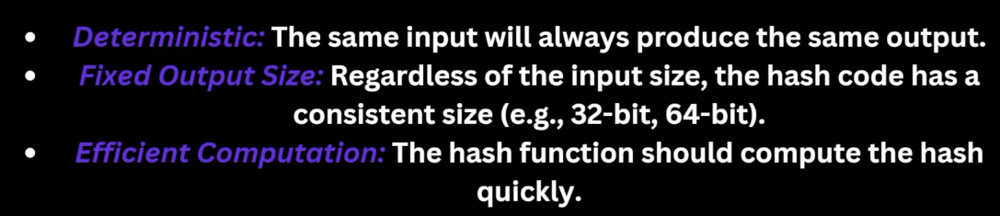 • Deterministic: The same input will always produce the same output.
• Fixed Output Size: Regardless of the input size, the hash code has a
consistent size (e.g., 32-bit, 64-bit).
• Efficient Computation: The hash function should compute the hash
quickly.